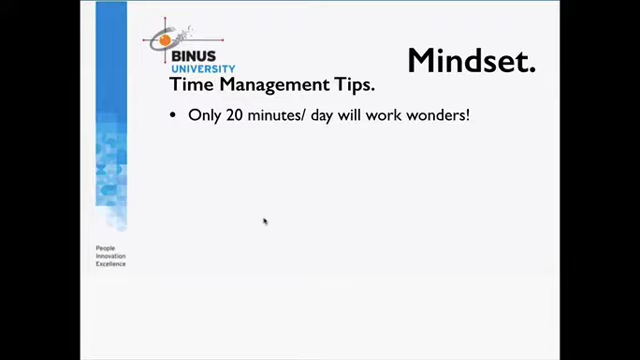 BINUS
UNIVERSITY
Mindset.
Time Management Tips.
• Only 20 minutes/ day will work wonders!
People
Innovation
Excellence